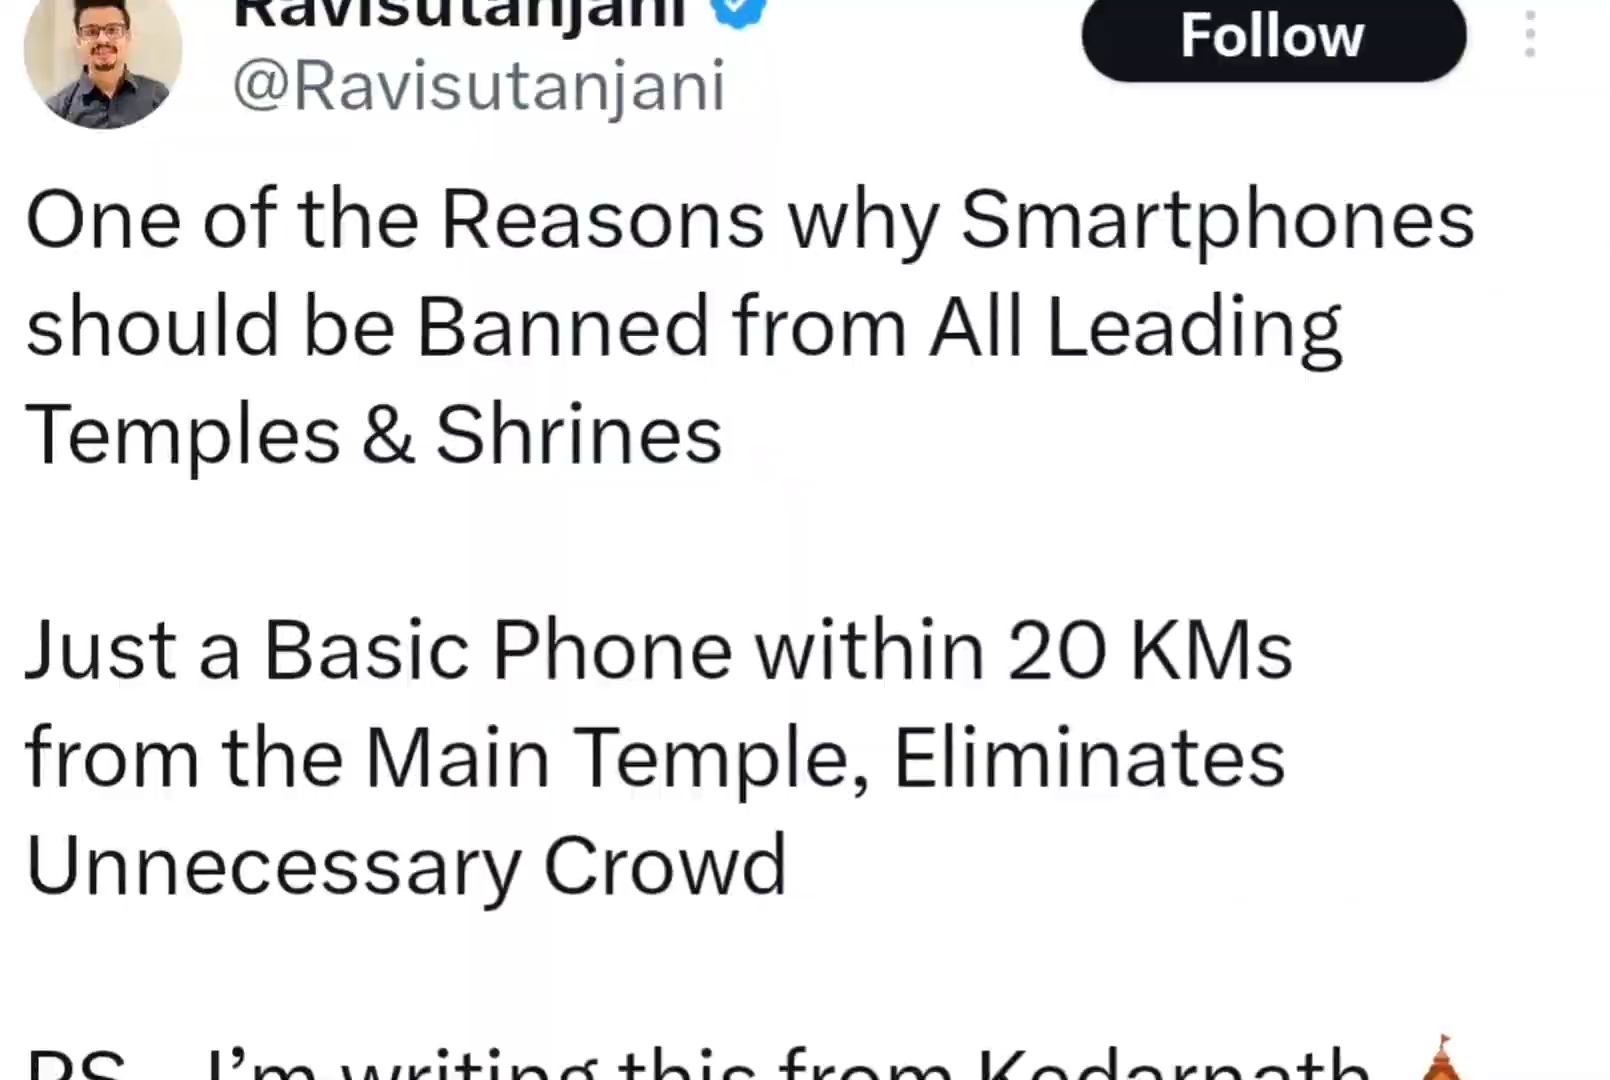 Ravisutanjani
@Ravisutanjani
Follow
One of the Reasons why Smartphones
should be Banned from All Leading
Temples & Shrines
Just a Basic Phone within 20 KMs
from the Main Temple, Eliminates
Unnecessary Crowd
PS - I’m writing this from Kedarnath